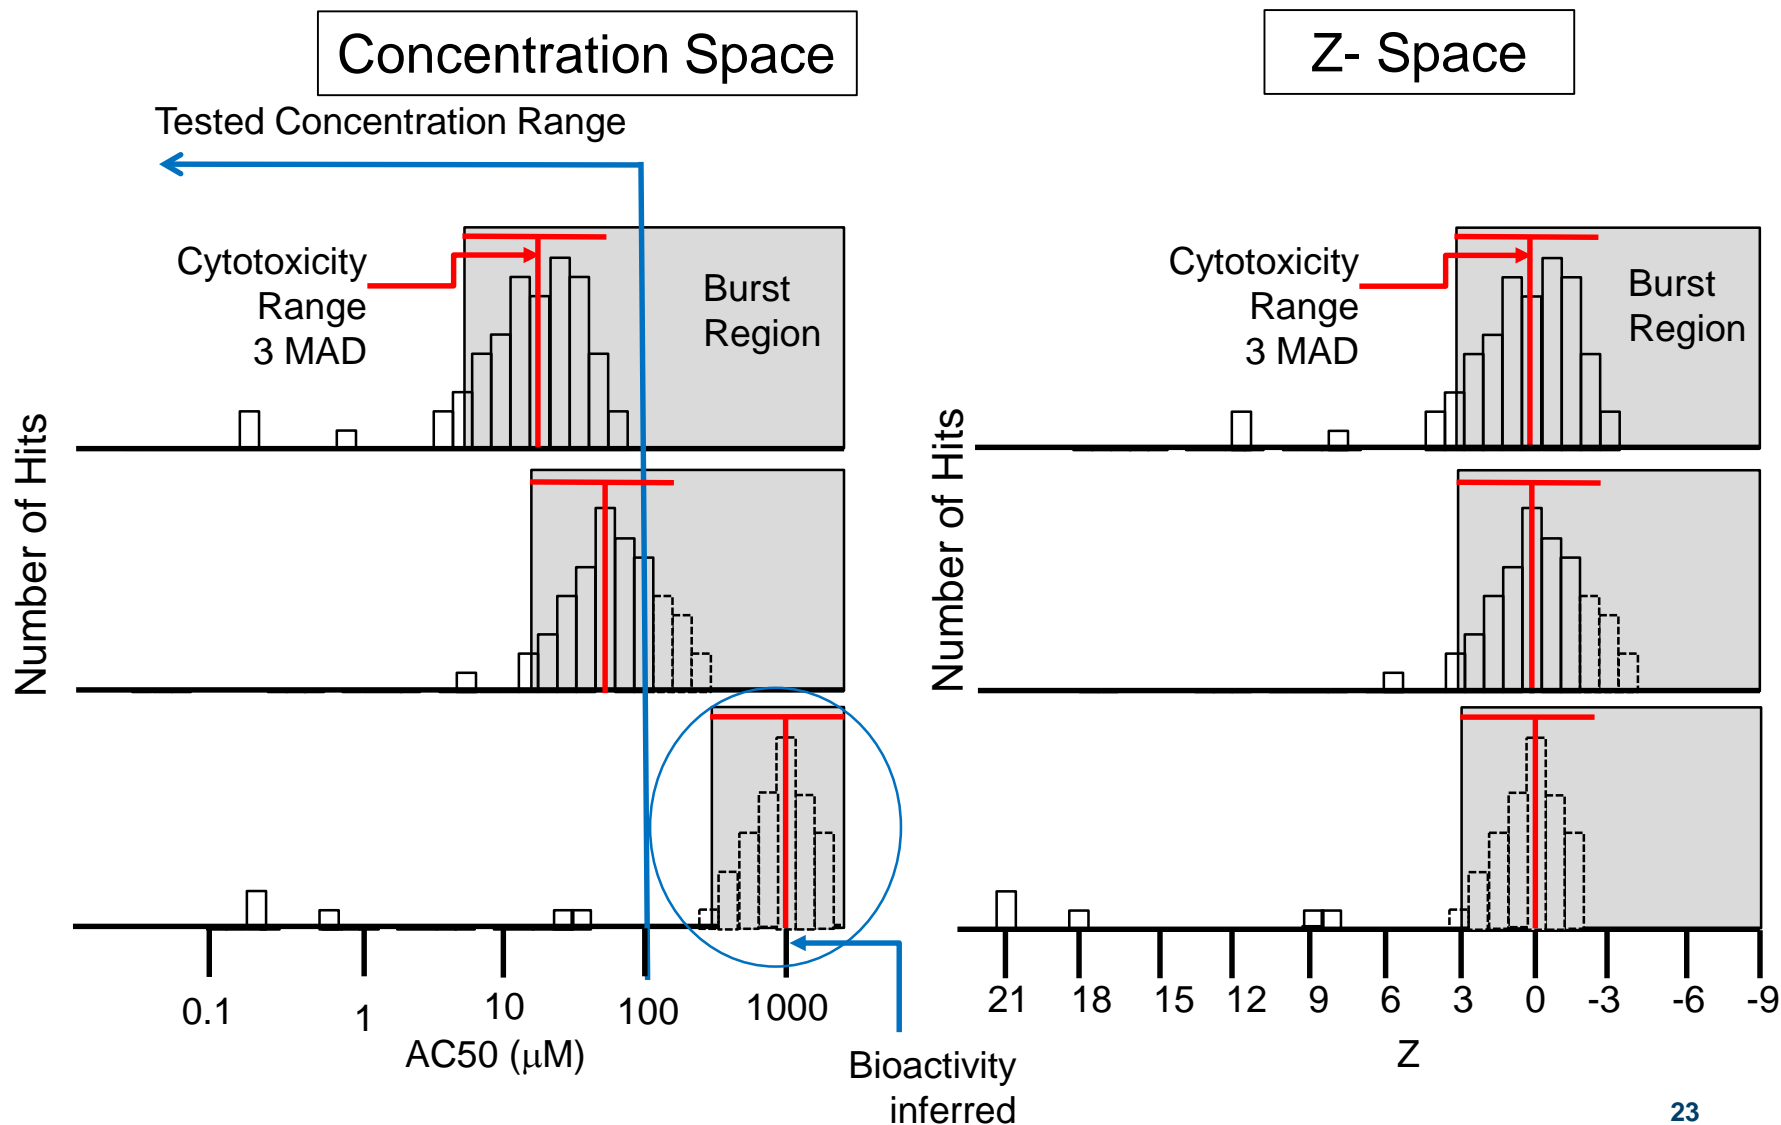 Concentration Space
Z- Space
Tested Concentration Range
Cytotoxicity
Range
3 MAD
Burst
Region
Cytotoxicity
Range
3 MAD
Burst
Region
Number of Hits
Number of Hits
0.1
1
10
100
1000
AC50 (μM)
21
18
15
12
9
6
3
0
-3
-6
-9
Z
Bioactivity
inferred
23